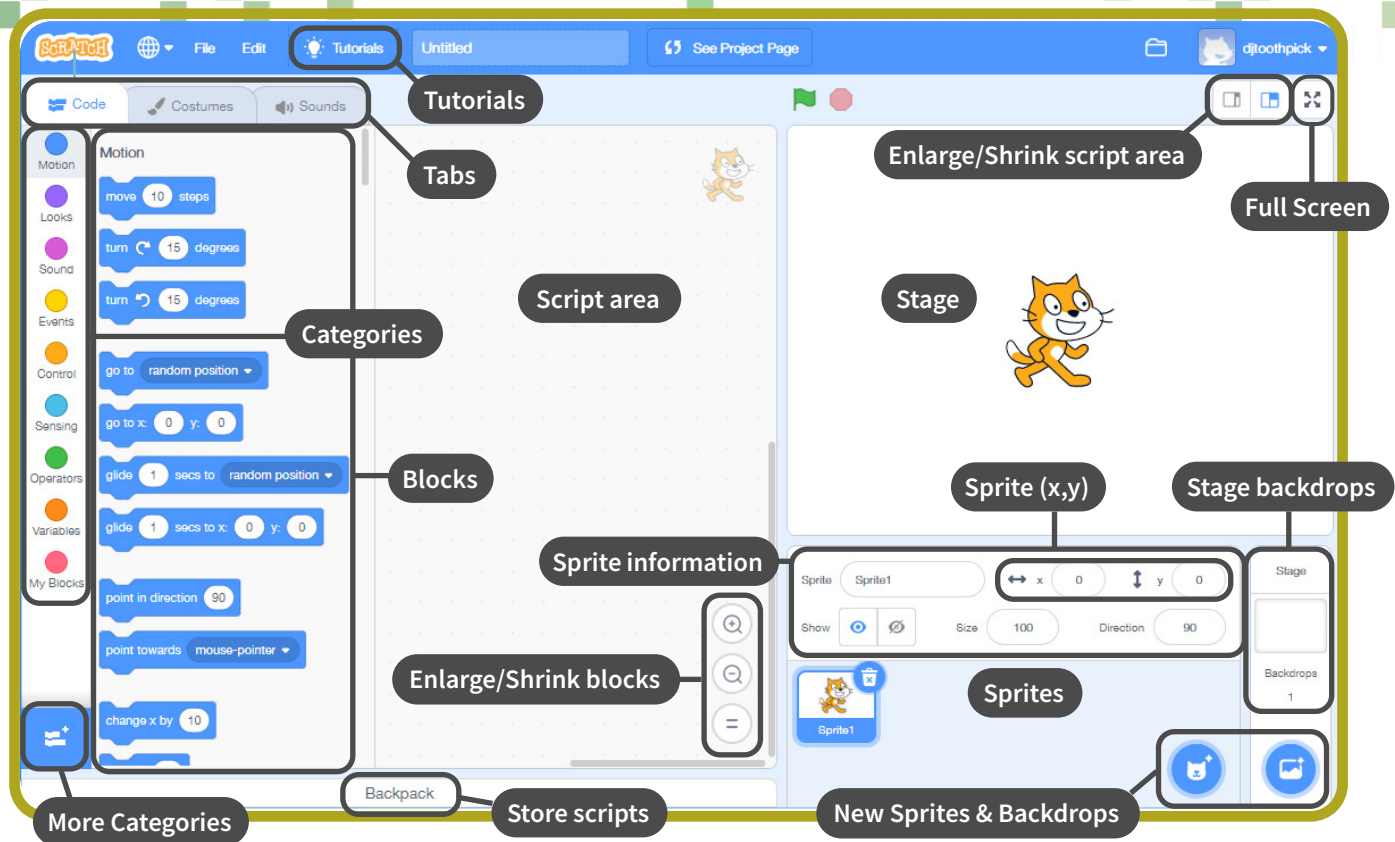 SCRATCH File Edit Tutorials Untitled See Project Page djtoothpick
Tutorials
Code Costumes Sounds
Tabs
Enlarge/Shrink script area
Full Screen
Motion
Looks
Sound
Events
Control
Sensing
Operators
Variables
My Blocks
Motion
move 10 steps
turn 15 degrees
turn 15 degrees
Categories
go to random position
go to x: 0 y: 0
glide 1 secs to random position
Blocks
glide 1 secs to x: 0 y: 0
point in direction 90
point towards mouse-pointer
change x by 10
Script area
Stage
Sprite (x,y)
Stage backdrops
Sprite information
Sprite Sprite1 x 0 y 0
Show Size 100 Direction 90
Stage
Backdrops
1
Enlarge/Shrink blocks
=
Sprites
Sprite1
Backpack
More Categories
Store scripts
New Sprites & Backdrops